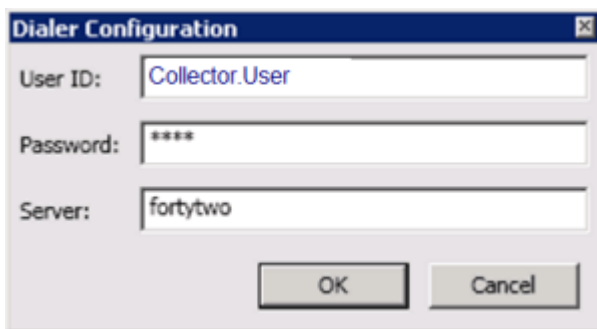 Dialer Configuration
User ID: Collector.User
Password: ****
Server: fortytwo
OK Cancel